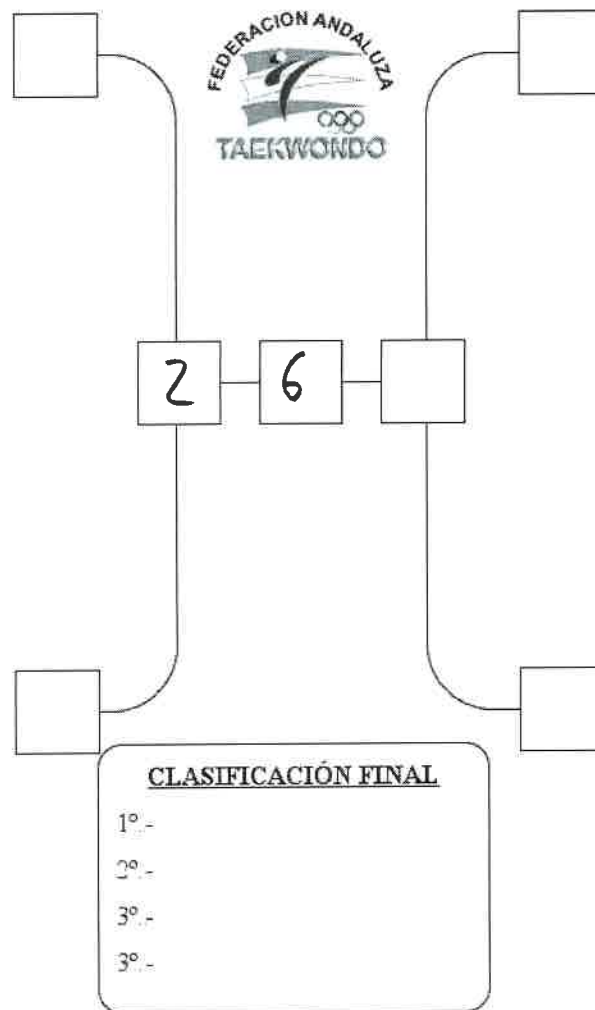 FEDERACION ANDALUZA
TAEKWONDO
2 6
CLASIFICACIÓN FINAL
1º.-
2º.-
3º.-
3º.-